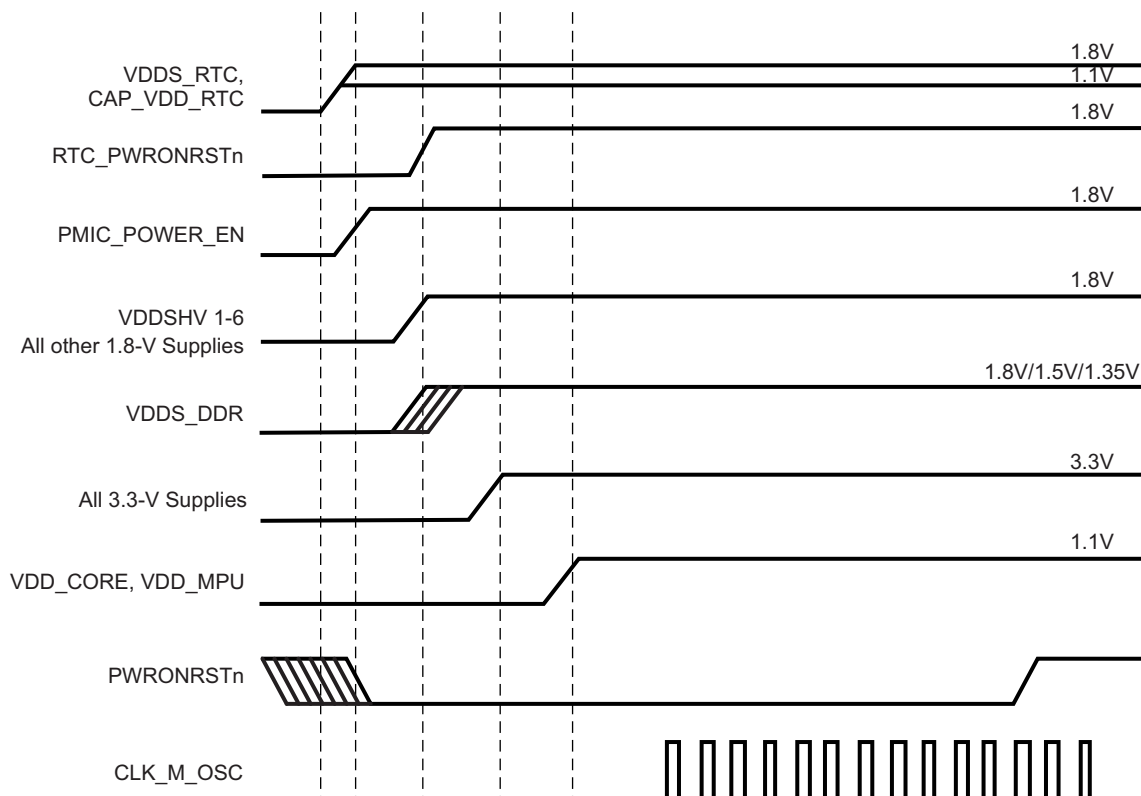 1.8V
VDDS_RTC,
1.1V
CAP_VDD_RTC
1.8V
RTC_PWRONRSTn
1.8V
PMIC_POWER_EN
1.8V
VDDSHV 1-6
All other 1.8-V Supplies
1.8V/1.5V/1.35V
VDDS_DDR
3.3V
All 3.3-V Supplies
1.1V
VDD_CORE, VDD_MPU
PWRONRSTn
CLK_M_OSC